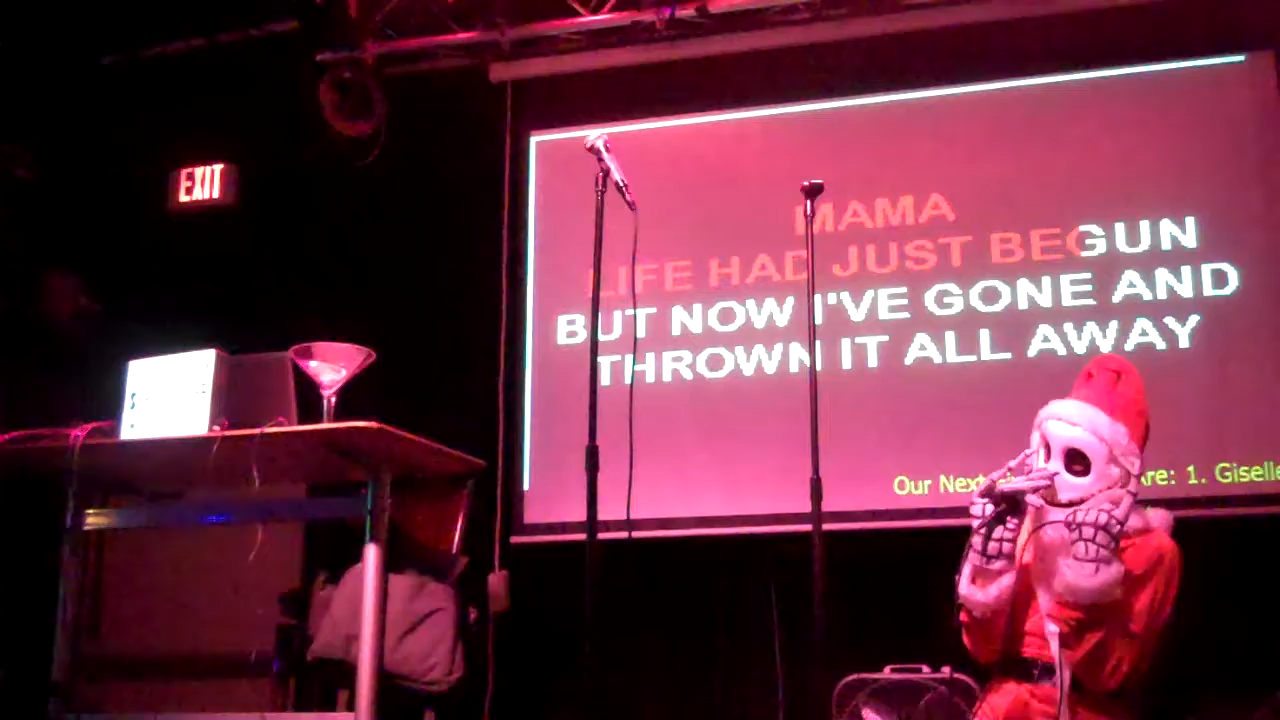 EXIT
MAMA
LIFE HAD JUST BEGUN
BUT NOW I'VE GONE AND
THROWN IT ALL AWAY
Our Next Are: 1. Giselle